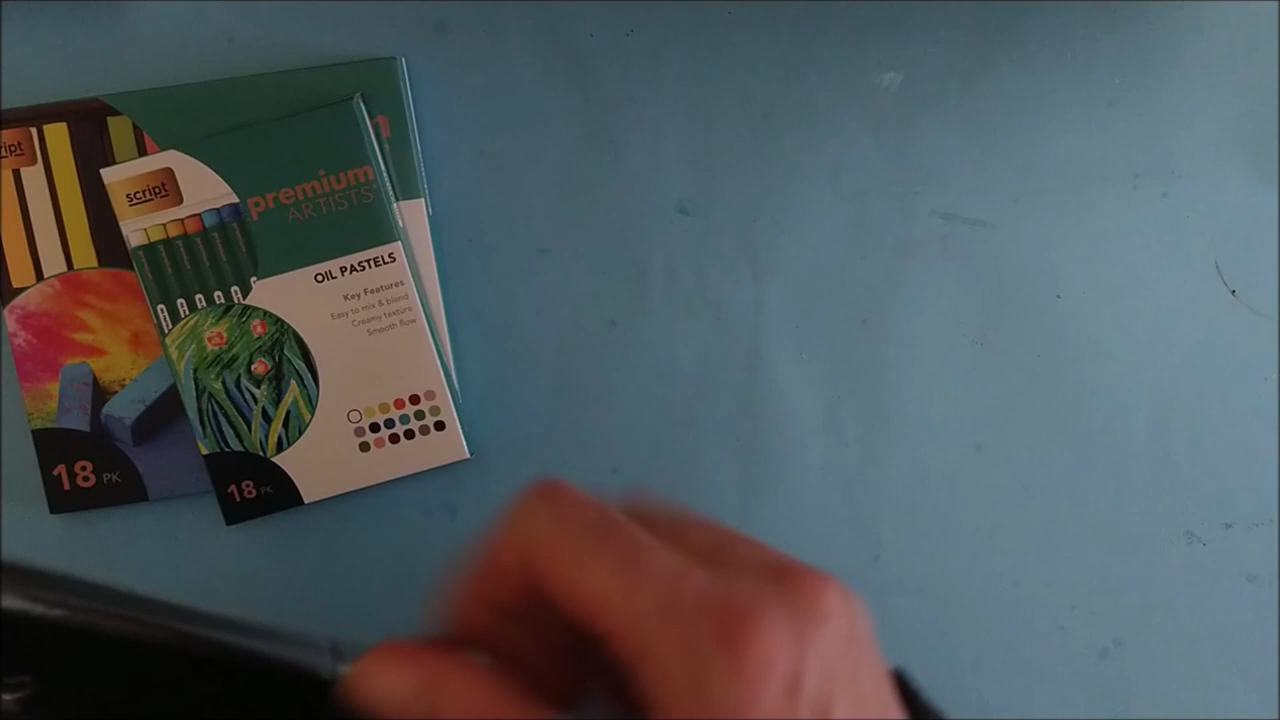 script
premium
ARTISTS'
OIL PASTELS
Key Features
Easy to mix & blend
Creamy texture
Smooth flow
18 PK
18 PK